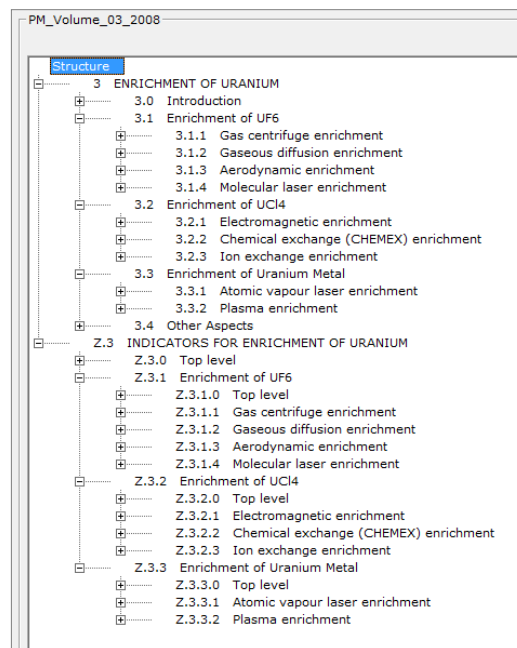 PM_Volume_03_2008
Structure
3 ENRICHMENT OF URANIUM
3.0 Introduction
3.1 Enrichment of UF6
3.1.1 Gas centrifuge enrichment
3.1.2 Gaseous diffusion enrichment
3.1.3 Aerodynamic enrichment
3.1.4 Molecular laser enrichment
3.2 Enrichment of UCl4
3.2.1 Electromagnetic enrichment
3.2.2 Chemical exchange (CHEMEX) enrichment
3.2.3 Ion exchange enrichment
3.3 Enrichment of Uranium Metal
3.3.1 Atomic vapour laser enrichment
3.3.2 Plasma enrichment
3.4 Other Aspects
Z.3 INDICATORS FOR ENRICHMENT OF URANIUM
Z.3.0 Top level
Z.3.1 Enrichment of UF6
Z.3.1.0 Top level
Z.3.1.1 Gas centrifuge enrichment
Z.3.1.2 Gaseous diffusion enrichment
Z.3.1.3 Aerodynamic enrichment
Z.3.1.4 Molecular laser enrichment
Z.3.2 Enrichment of UCl4
Z.3.2.0 Top level
Z.3.2.1 Electromagnetic enrichment
Z.3.2.2 Chemical exchange (CHEMEX) enrichment
Z.3.2.3 Ion exchange enrichment
Z.3.3 Enrichment of Uranium Metal
Z.3.3.0 Top level
Z.3.3.1 Atomic vapour laser enrichment
Z.3.3.2 Plasma enrichment